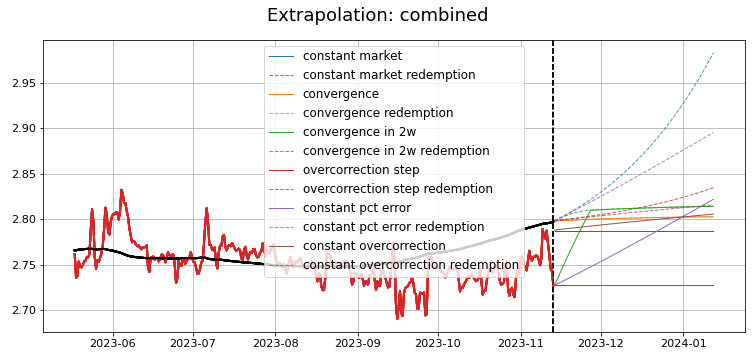 Extrapolation: combined
2.95
2.90
2.85
2.80
2.75
2.70
constant market
constant market redemption
convergence
convergence redemption
convergence in 2w
convergence in 2w redemption
overcorrection step
overcorrection step redemption
constant pct error
constant pct error redemption
constant overcorrection
constant overcorrection redemption
2023-06
2023-07
2023-08
2023-09
2023-10
2023-11
2023-12
2024-01